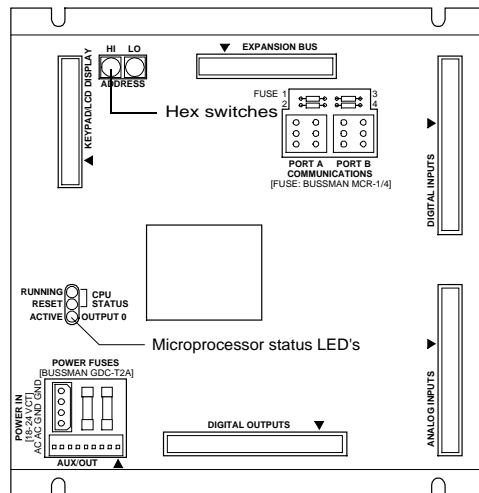 HI LO
ADDRESS
EXPANSION BUS
KEYPAD/LCD DISPLAY
Hex switches
FUSE 1
2
3
4
PORT A PORT B
COMMUNICATIONS
[FUSE: BUSSMAN MCR-1/4]
DIGITAL INPUTS
RUNNING
RESET
ACTIVE
CPU
STATUS
OUTPUT 0
Microprocessor status LED's
POWER FUSES
[BUSSMAN GDC-T2A]
POWER IN
[18-24 VCT]
AC AC GND GND
AUX/OUT
DIGITAL OUTPUTS
ANALOG INPUTS